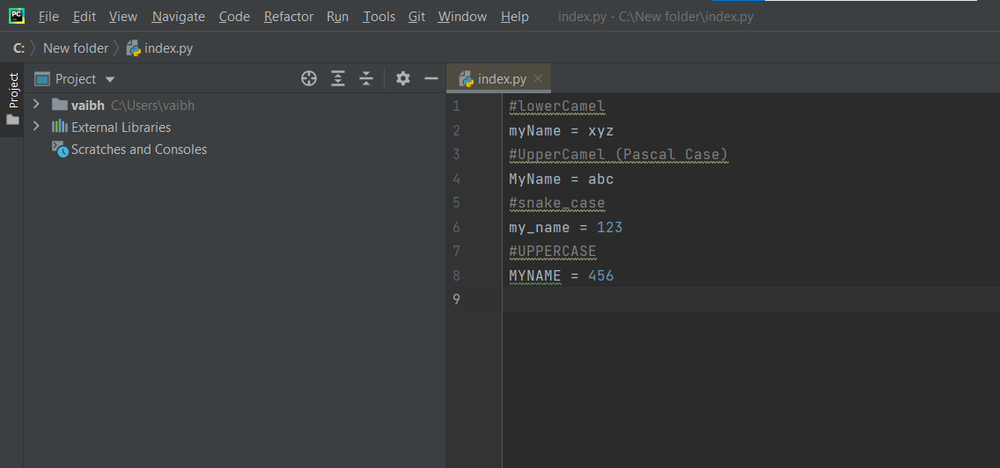 PC File Edit View Navigate Code Refactor Run Tools Git Window Help index.py - C:\New folder\index.py
C: New folder index.py
Project
Project
vaibh C:\Users\vaibh
External Libraries
Scratches and Consoles
index.py
1 #lowerCamel
2 myName = xyz
3 #UpperCamel (Pascal Case)
4 MyName = abc
5 #snake_case
6 my_name = 123
7 #UPPERCASE
8 MYNAME = 456
9